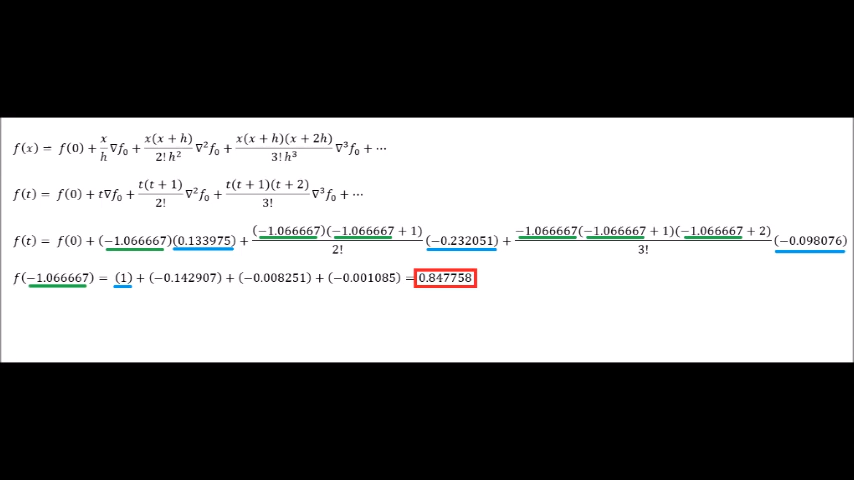 f(x) = f(0) + x/h ∇f₀ + x(x + h)/2! h² ∇²f₀ + x(x + h)(x + 2h)/3! h³ ∇³f₀ + ⋯
f(t) = f(0) + t∇f₀ + t(t + 1)/2! ∇²f₀ + t(t + 1)(t + 2)/3! ∇³f₀ + ⋯
f(t) = f(0) + (−1.066667)(0.133975) + (−1.066667)(−1.066667 + 1)/2! (−0.232051) + −1.066667(−1.066667 + 1)(−1.066667 + 2)/3! (−0.098076)
f(−1.066667) = (1) + (−0.142907) + (−0.008251) + (−0.001085) = 0.847758